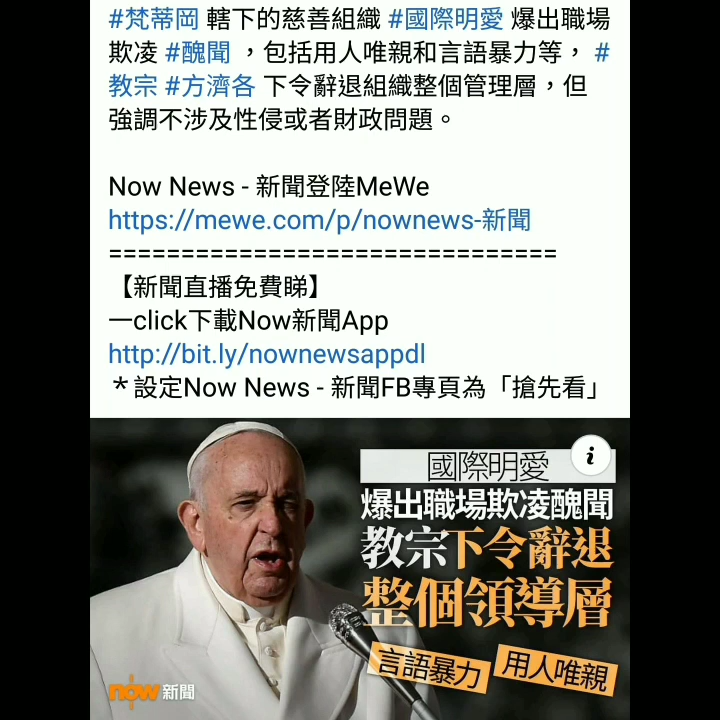 #梵蒂岡 轄下的慈善組織 #國際明愛 爆出職場
欺凌 #醜聞 ，包括用人唯親和言語暴力等， #
教宗 #方濟各 下令辭退組織整個管理層，但
強調不涉及性侵或者財政問題。
Now News - 新聞登陸MeWe
https://mewe.com/p/nownews-新聞
===============================
【新聞直播免費睇】
一click下載Now新聞App
http://bit.ly/nownewsappdl
＊設定Now News - 新聞FB專頁為「搶先看」
國際明愛
i
爆出職場欺凌醜聞
教宗下令辭退
整個領導層
言語暴力
用人唯親
now 新聞